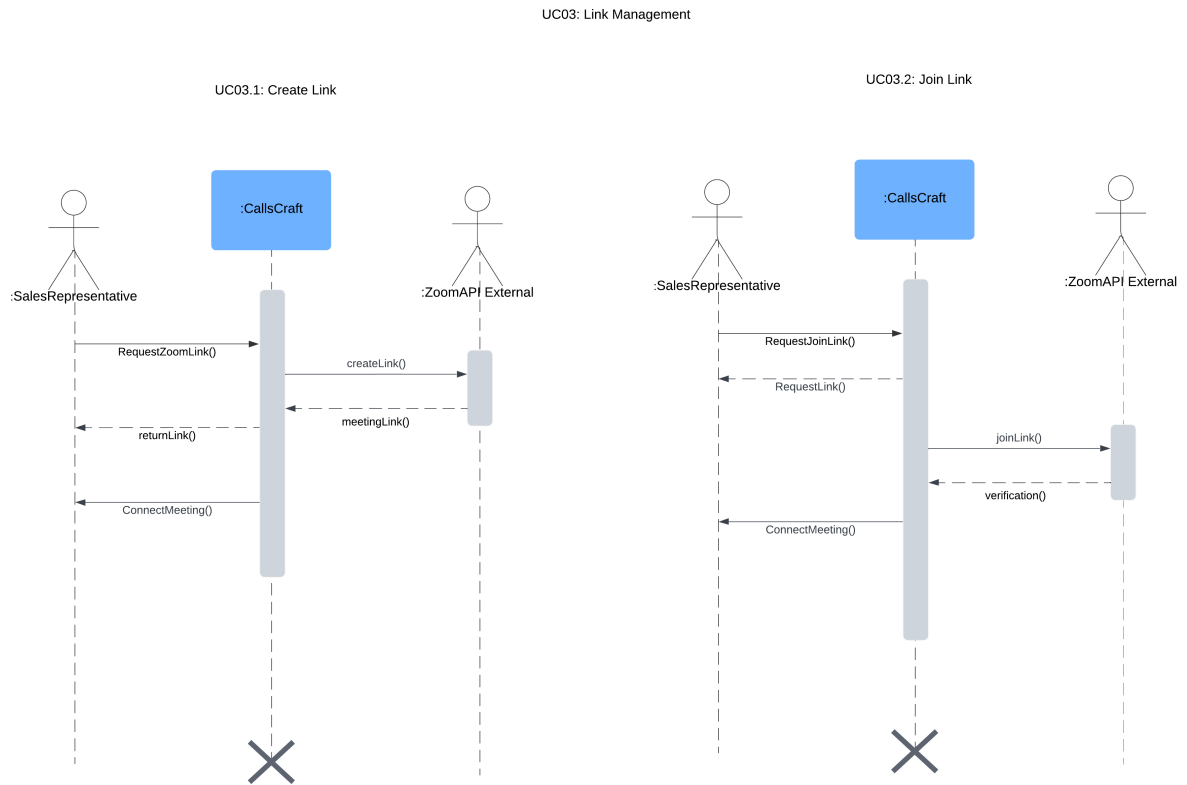 UC03: Link Management
UC03.1: Create Link
:CallsCraft
:SalesRepresentative
:ZoomAPI External
RequestZoomLink()
createLink()
meetingLink()
returnLink()
ConnectMeeting()
UC03.2: Join Link
:CallsCraft
:SalesRepresentative
:ZoomAPI External
RequestJoinLink()
RequestLink()
joinLink()
verification()
ConnectMeeting()